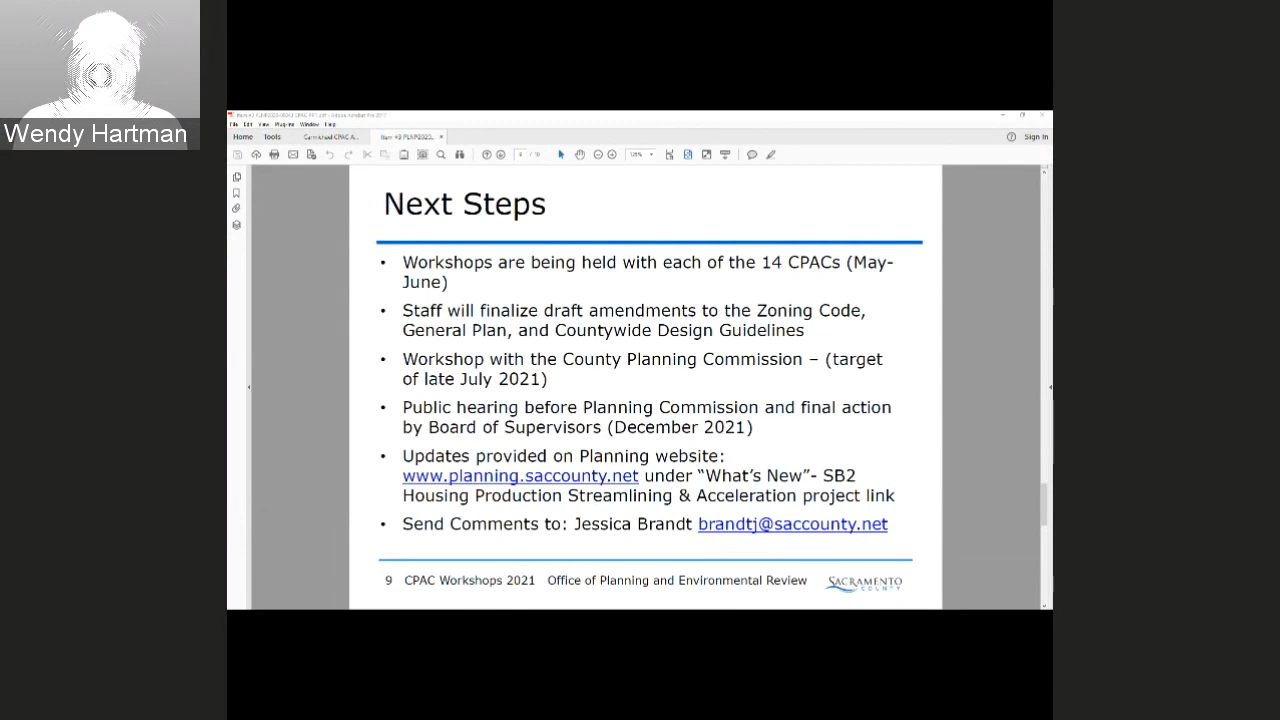 Wendy Hartman
Home Tools
Sign In
Next Steps
• Workshops are being held with each of the 14 CPACs (May-
June)
• Staff will finalize draft amendments to the Zoning Code,
General Plan, and Countywide Design Guidelines
• Workshop with the County Planning Commission – (target
of late July 2021)
• Public hearing before Planning Commission and final action
by Board of Supervisors (December 2021)
• Updates provided on Planning website:
www.planning.saccounty.net under “What’s New”- SB2
Housing Production Streamlining & Acceleration project link
• Send Comments to: Jessica Brandt brandtj@saccounty.net
9 CPAC Workshops 2021 Office of Planning and Environmental Review
SACRAMENTO
COUNTY